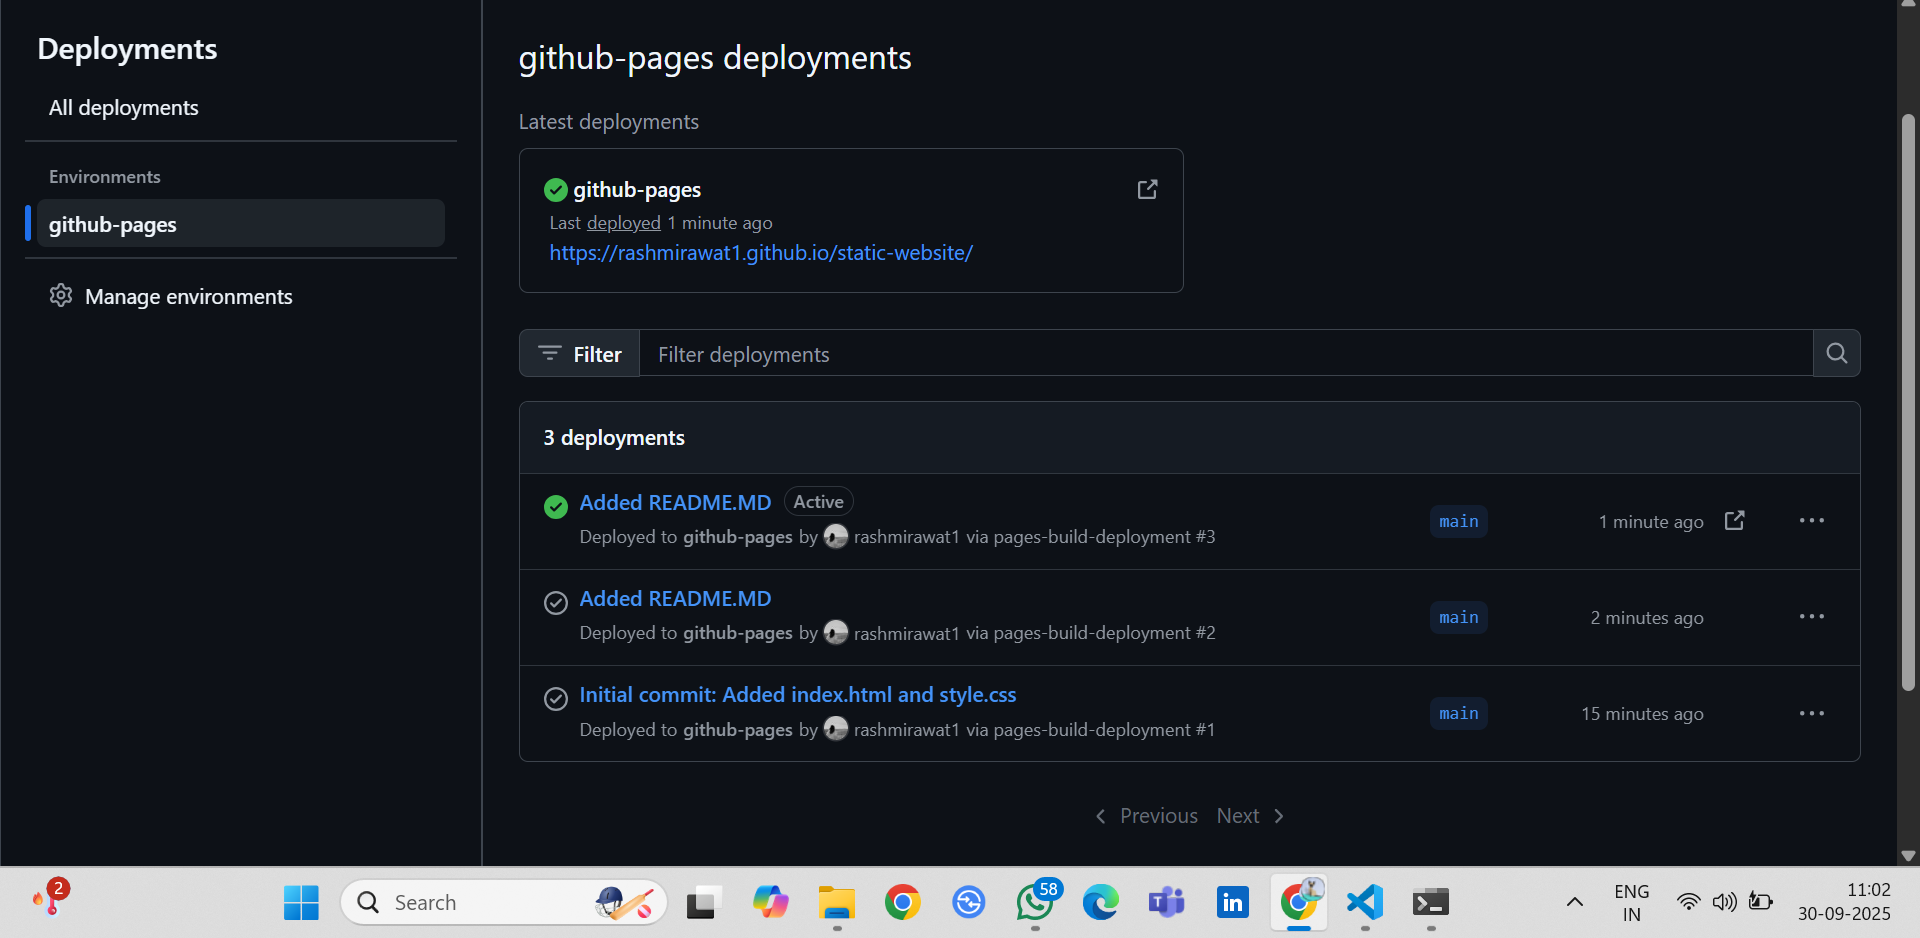 Deployments
All deployments
Environments
github-pages
Manage environments
github-pages deployments
Latest deployments
github-pages
Last deployed 1 minute ago
https://rashmirawat1.github.io/static-website/
Filter
Filter deployments
3 deployments
Added README.MD Active
Deployed to github-pages by rashmirawat1 via pages-build-deployment #3
main
1 minute ago
Added README.MD
Deployed to github-pages by rashmirawat1 via pages-build-deployment #2
main
2 minutes ago
Initial commit: Added index.html and style.css
Deployed to github-pages by rashmirawat1 via pages-build-deployment #1
main
15 minutes ago
Previous Next
2
Search
58
T
in
ENG
IN
11:02
30-09-2025